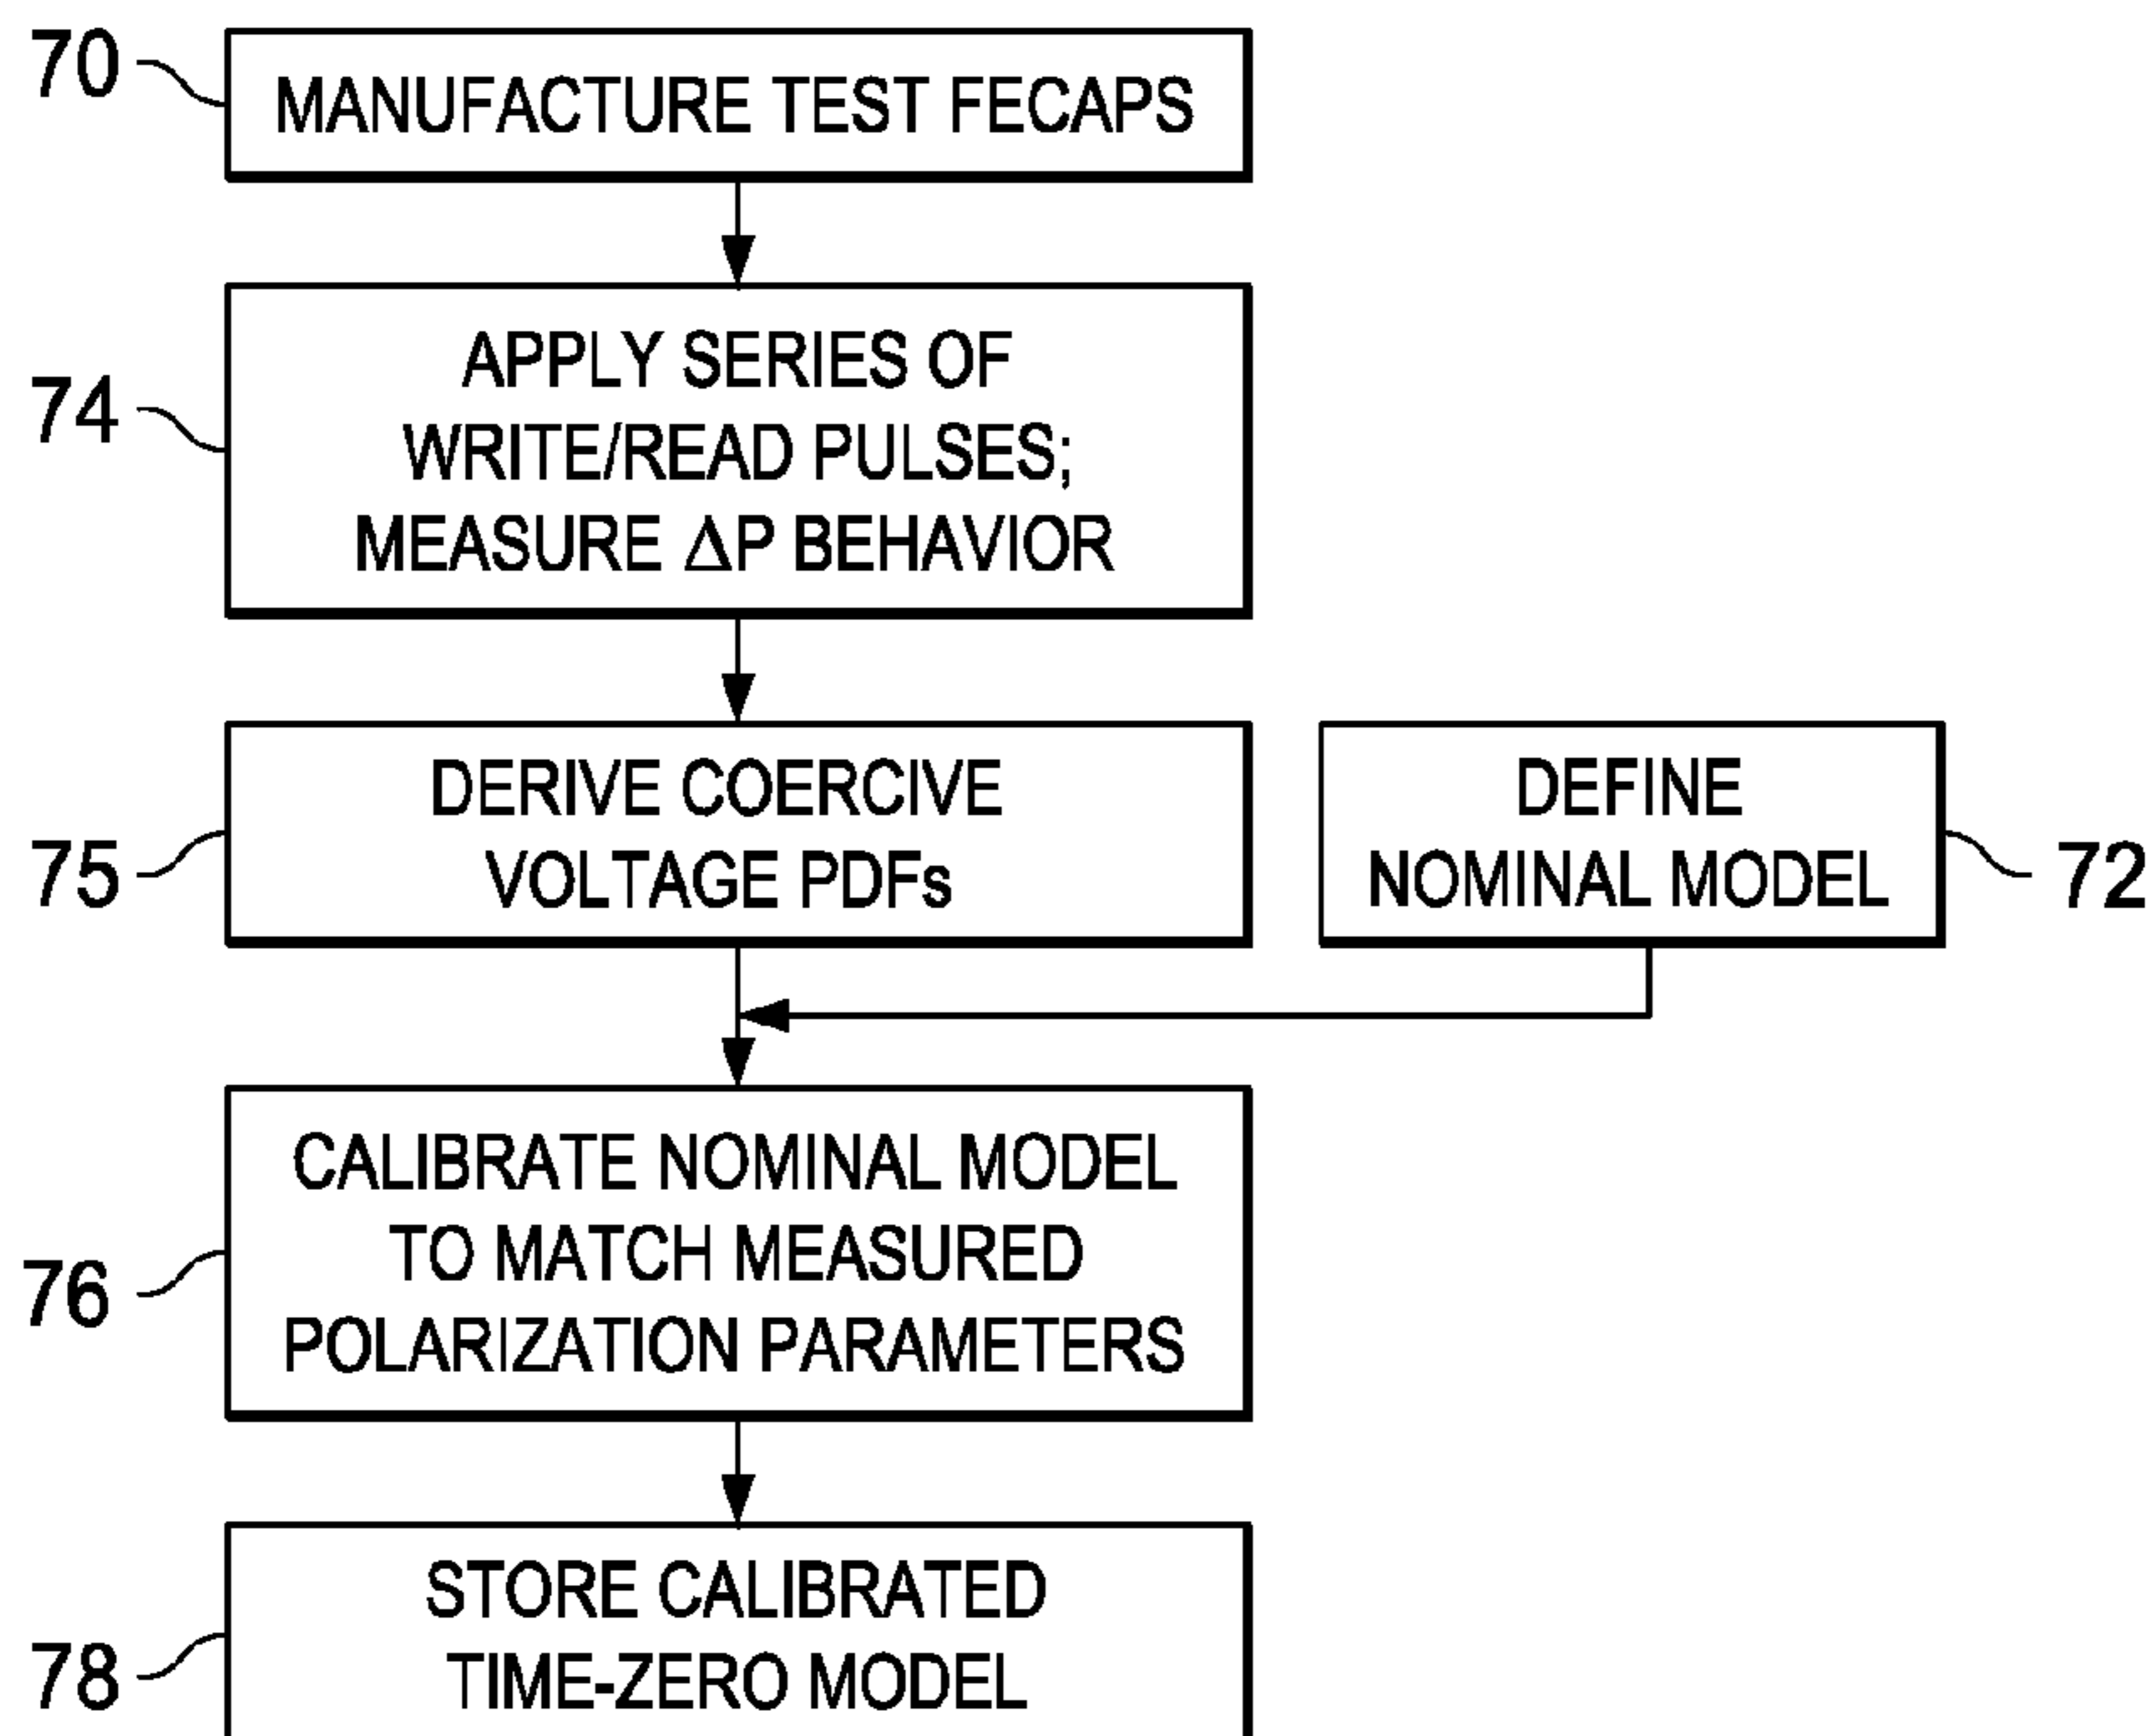 70
MANUFACTURE TEST FECAPS
74
APPLY SERIES OF
WRITE/READ PULSES;
MEASURE ΔP BEHAVIOR
75
DERIVE COERCIVE
VOLTAGE PDFs
DEFINE
NOMINAL MODEL
72
76
CALIBRATE NOMINAL MODEL
TO MATCH MEASURED
POLARIZATION PARAMETERS
78
STORE CALIBRATED
TIME-ZERO MODEL